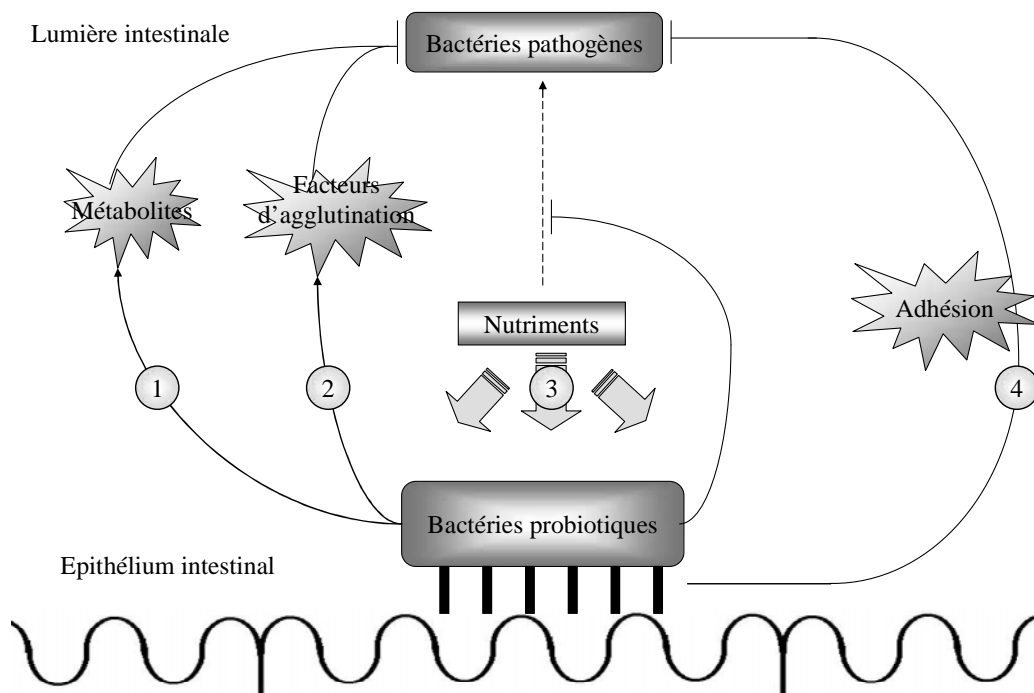 Lumière intestinale
Bactéries pathogènes
Métabolites
Facteurs
d’agglutination
Nutriments
Adhésion
1
2
3
4
Bactéries probiotiques
Epithélium intestinal